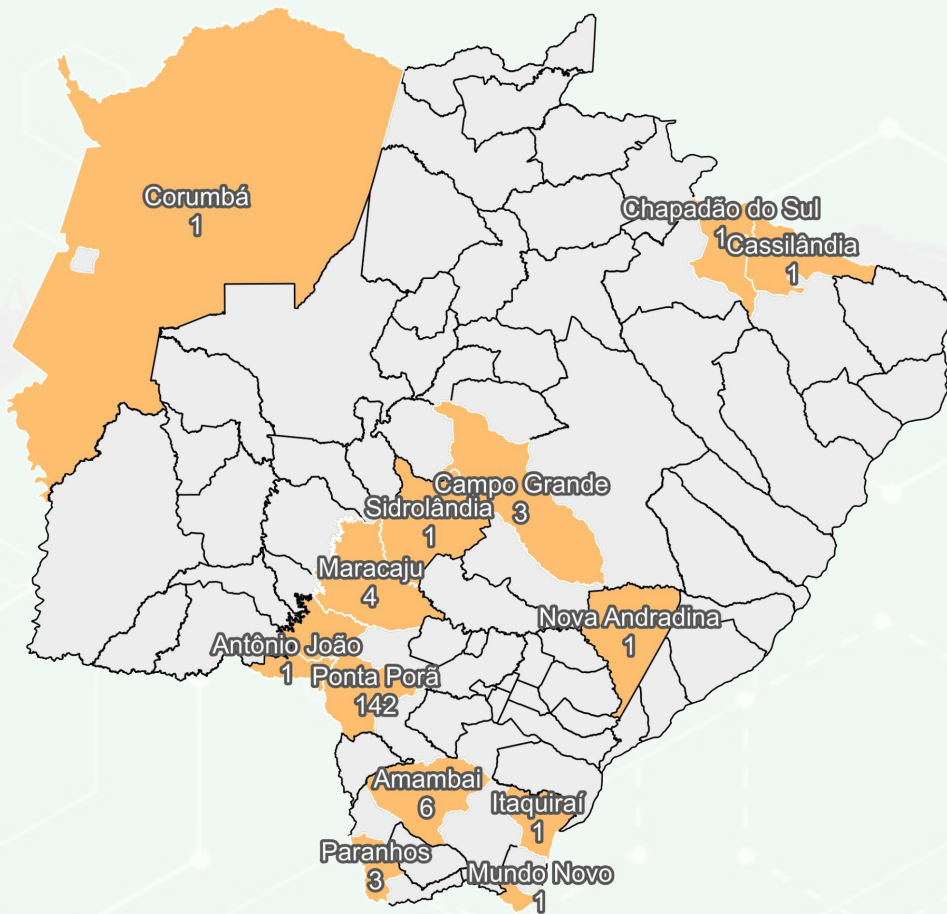 Corumbá
1
Chapadão do Sul
1
Cassilândia
1
Campo Grande
3
Sidrolândia
1
Maracaju
4
Nova Andradina
1
Antônio João
1
Ponta Porã
142
Amambai
6
Itaquiraí
1
Paranhos
3
Mundo Novo
1